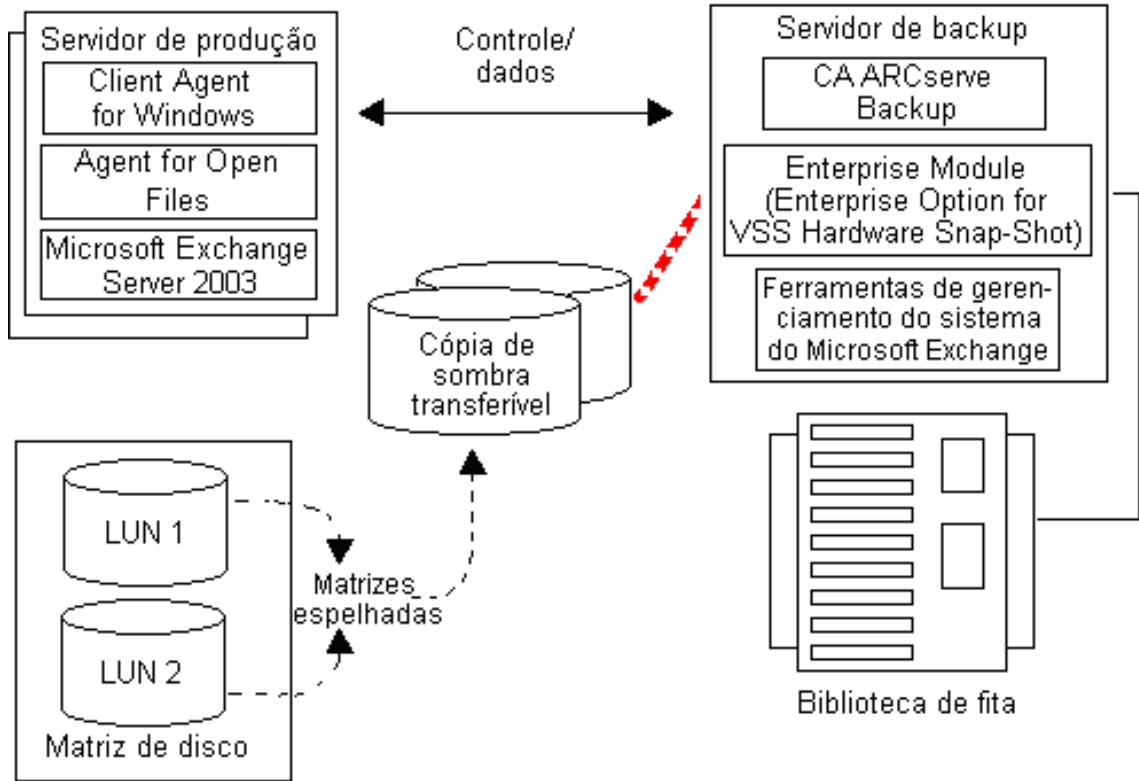 Servidor de produção
Client Agent
for Windows
Agent for Open
Files
Microsoft Exchange
Server 2003
Controle/
dados
Servidor de backup
CA ARCserve
Backup
Enterprise Module
(Enterprise Option for
VSS Hardware Snap-Shot)
Ferramentas de geren-
ciamento do sistema
do Microsoft Exchange
Cópia de
sombra
transferível
LUN 1
LUN 2
Matriz de disco
Matrizes
espelhadas
Biblioteca de fita